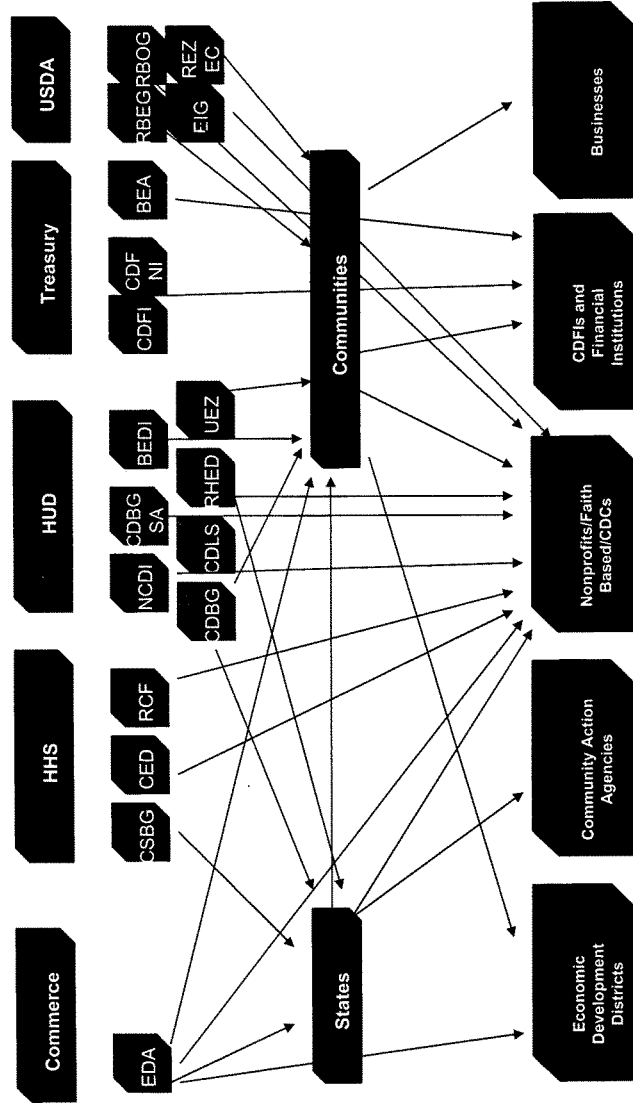 Commerce
HHS
HUD
Treasury
USDA
EDA
CSBG
CED
RCF
NCDI
CDBG
SA
BEDI
CDBG
CDLS
RHED
UEZ
CDFI
CDF
NI
BEA
RBEG
RBOG
EIG
REZ
EC
States
Communities
Economic
Development
Districts
Community Action
Agencies
Nonprofits/Faith
Based/CDCs
CDFIs and
Financial
Institutions
Businesses